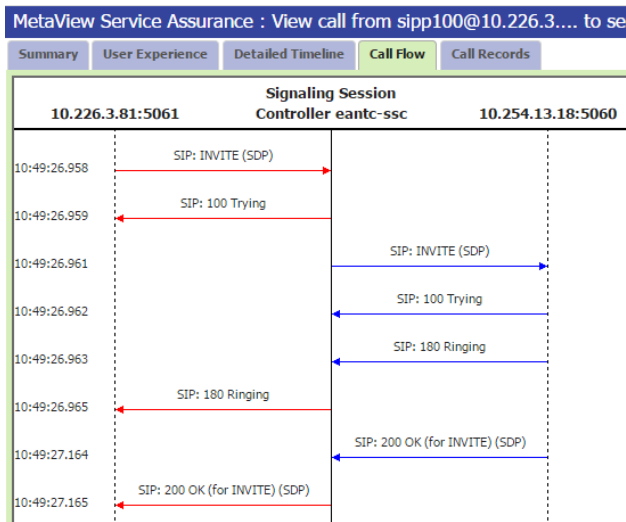 MetaView Service Assurance : View call from sipp100@10.226.3.... to se
Summary User Experience Detailed Timeline Call Flow Call Records
Signaling Session
10.226.3.81:5061 Controller eantc-ssc 10.254.13.18:5060
SIP: INVITE (SDP)
10:49:26.958
SIP: 100 Trying
10:49:26.959
SIP: INVITE (SDP)
10:49:26.961
SIP: 100 Trying
10:49:26.962
SIP: 180 Ringing
10:49:26.963
SIP: 180 Ringing
10:49:26.965
SIP: 200 OK (for INVITE) (SDP)
10:49:27.164
SIP: 200 OK (for INVITE) (SDP)
10:49:27.165